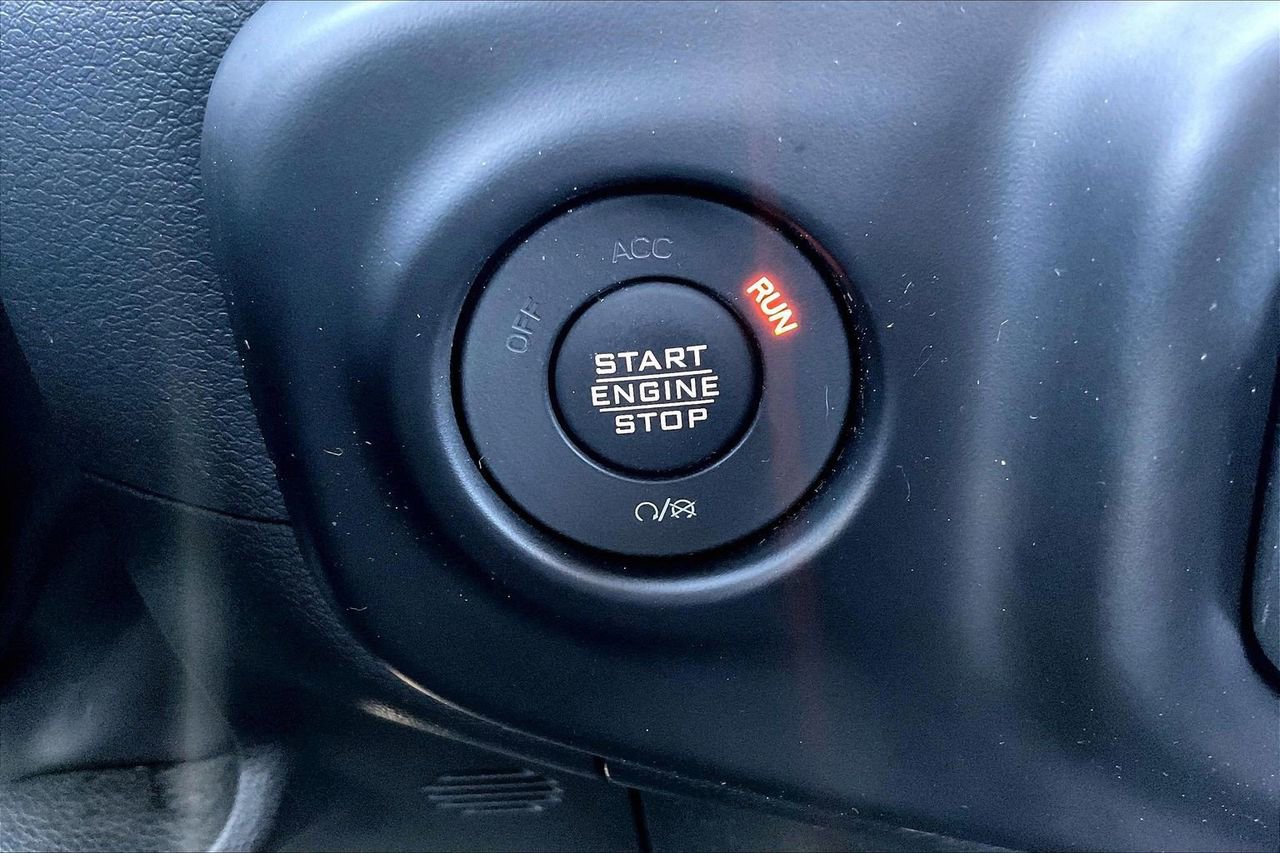 ACC
OFF
RUN
START
ENGINE
STOP